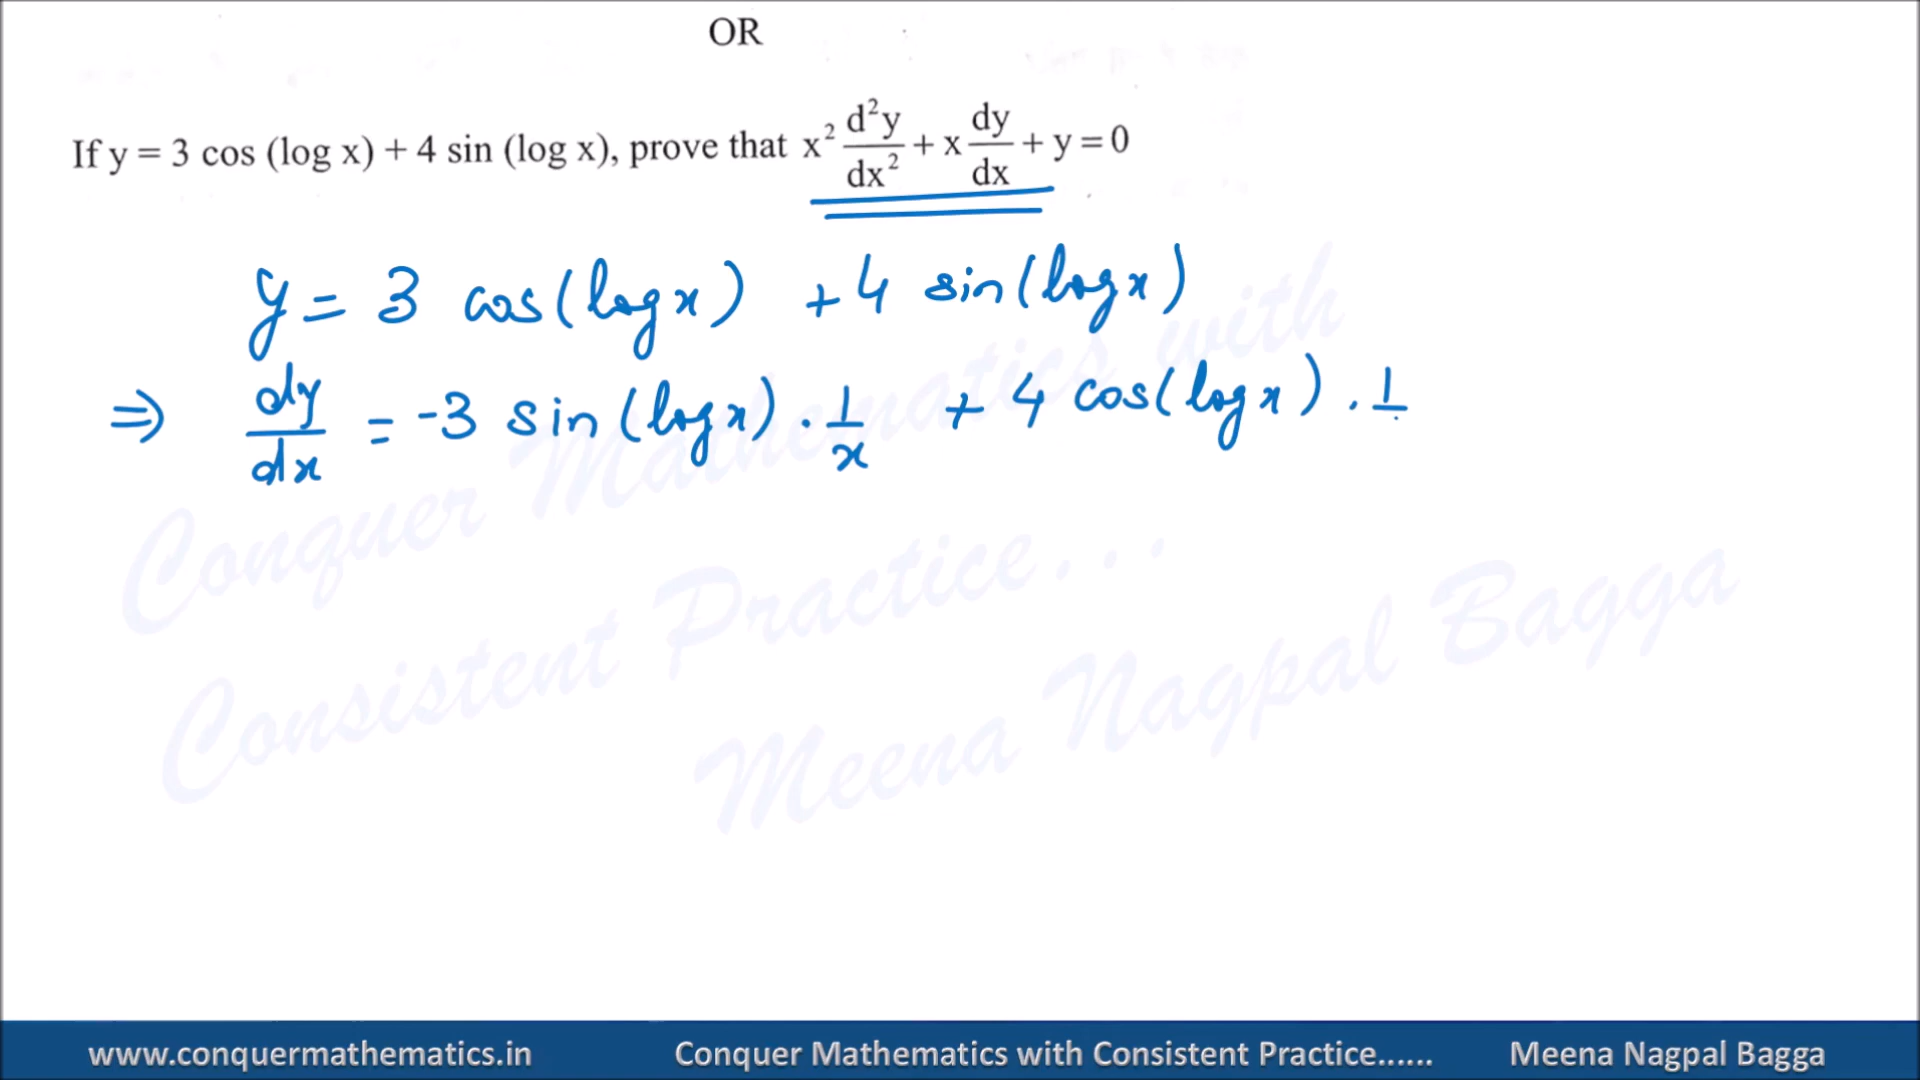 OR
If y = 3 cos (log x) + 4 sin (log x), prove that x² d²y/dx² + x dy/dx + y = 0
y = 3 cos(log x) + 4 sin(log x)
⇒ dy/dx = -3 sin(log x) · 1/x + 4 cos(log x) · 1/
Conquer Mathematics with
Consistent Practice...
Meena Nagpal Bagga
www.conquermathematics.in Conquer Mathematics with Consistent Practice...... Meena Nagpal Bagga